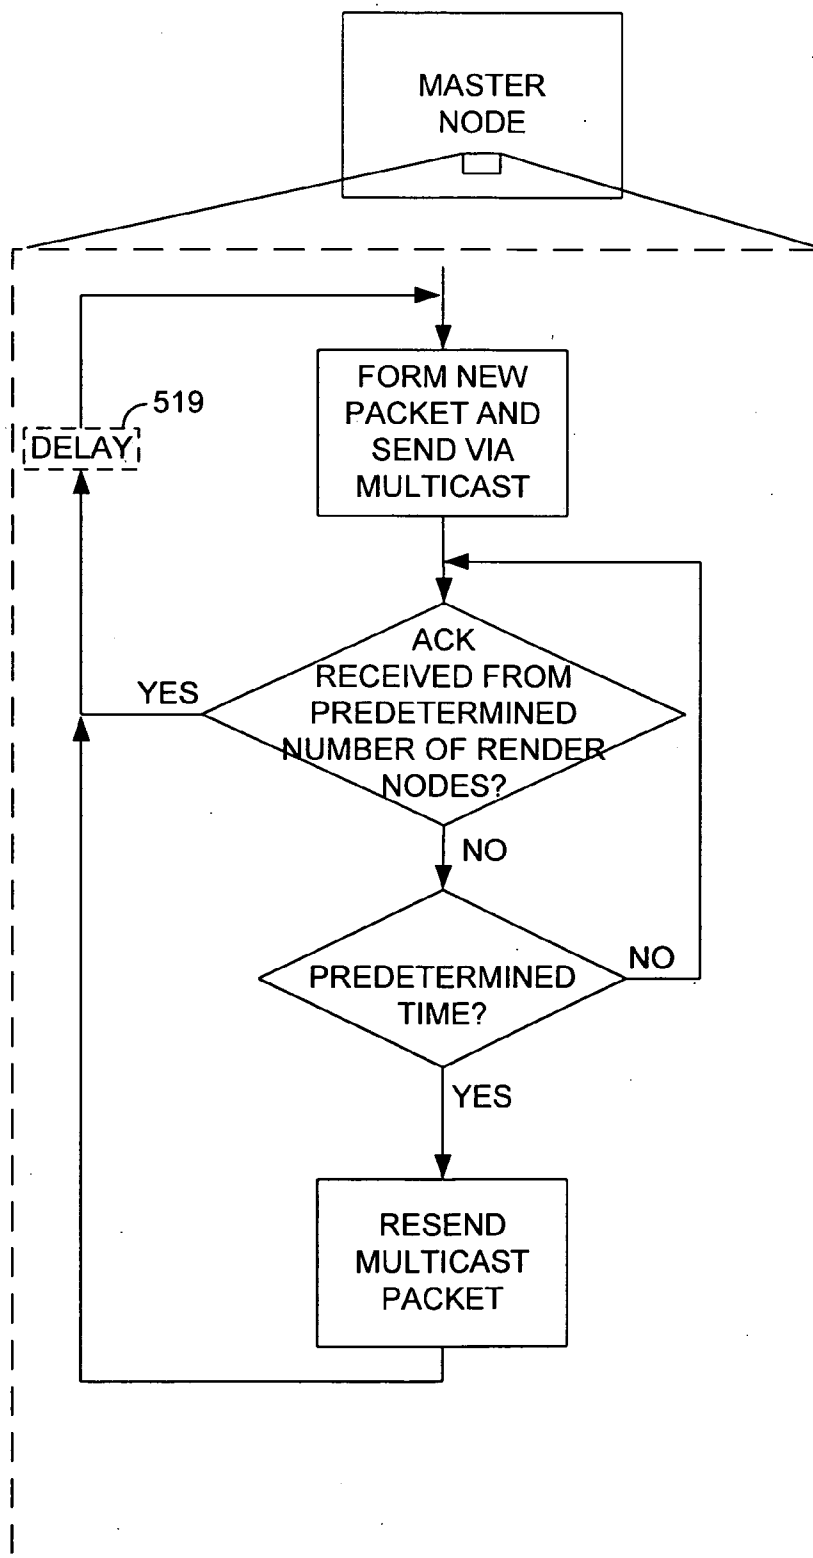 MASTER
NODE
519
DELAY
FORM NEW
PACKET AND
SEND VIA
MULTICAST
ACK
RECEIVED FROM
PREDETERMINED
NUMBER OF RENDER
NODES?
YES
NO
PREDETERMINED
TIME?
NO
YES
RESEND
MULTICAST
PACKET